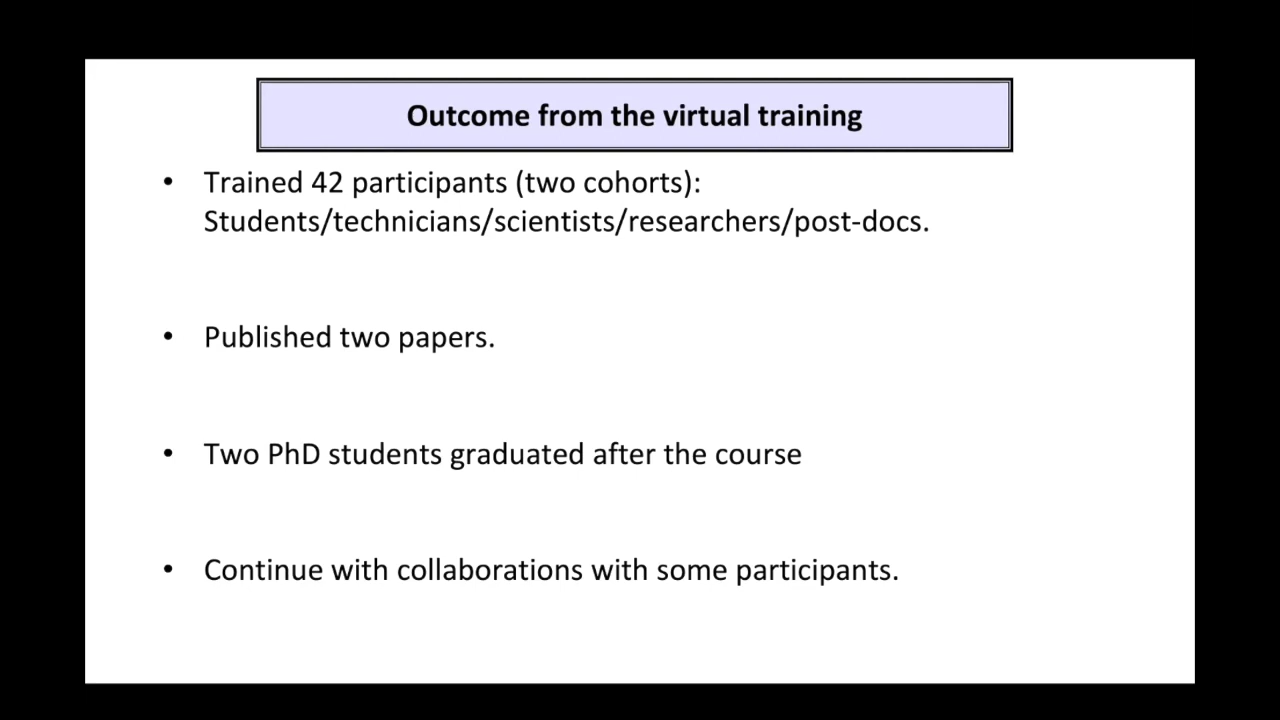 Outcome from the virtual training
• Trained 42 participants (two cohorts):
Students/technicians/scientists/researchers/post-docs.
• Published two papers.
• Two PhD students graduated after the course
• Continue with collaborations with some participants.